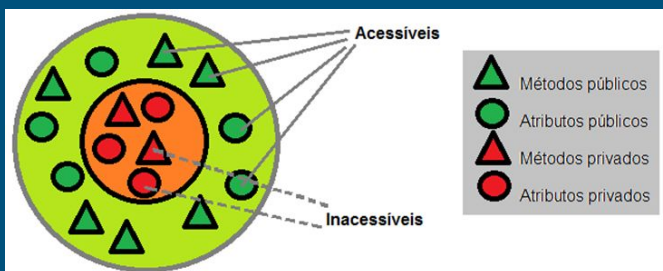 Acessíveis
Inacessíveis
Métodos públicos
Atributos públicos
Métodos privados
Atributos privados